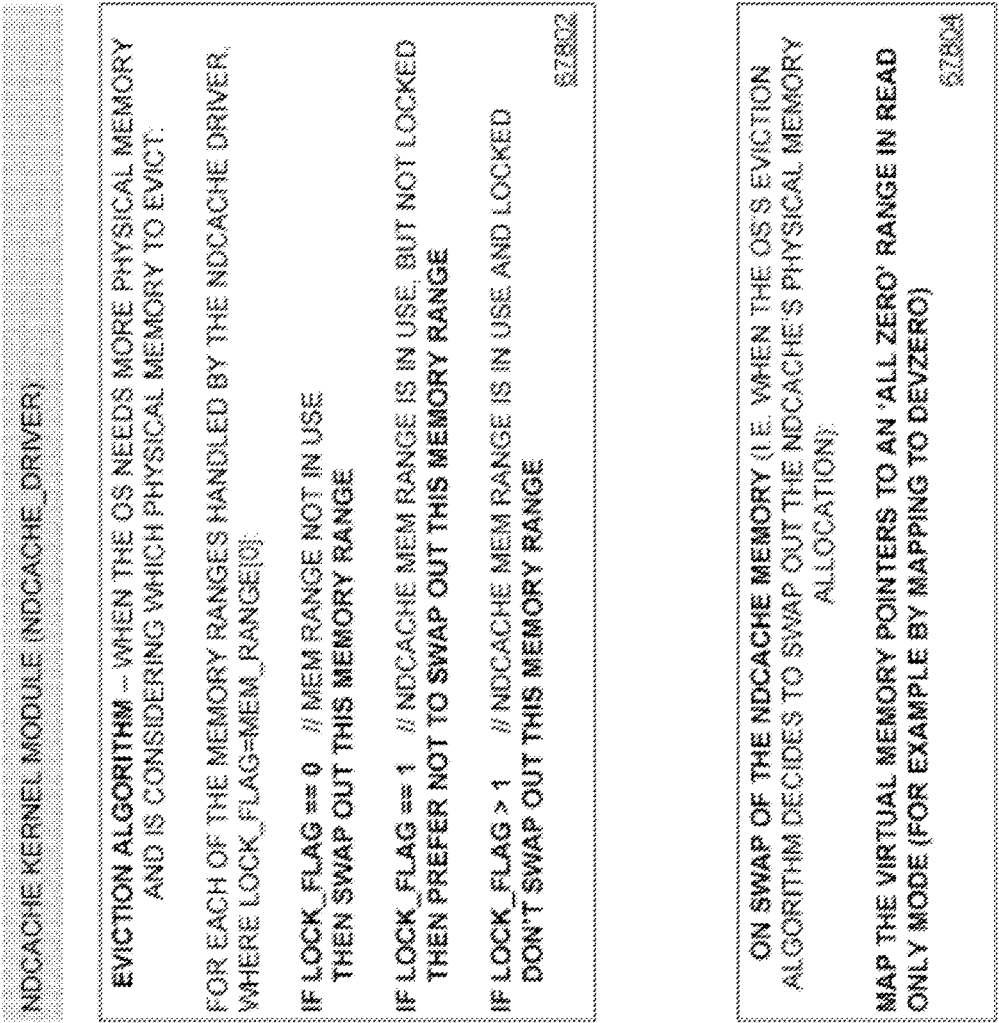 NDCACHE KERNEL MODULE (NDCACHE_DRIVER)
EVICTION ALGORITHM -- WHEN THE OS NEEDS MORE PHYSICAL MEMORY
AND IS CONSIDERING WHICH PHYSICAL MEMORY TO EVICT:
FOR EACH OF THE MEMORY RANGES HANDLED BY THE NDCACHE DRIVER,
WHERE LOCK_FLAG=MEM_RANGE[0]:
IF LOCK_FLAG == 0 // MEM RANGE NOT IN USE
THEN SWAP OUT THIS MEMORY RANGE
IF LOCK_FLAG == 1 // NDCACHE MEM RANGE IS IN USE, BUT NOT LOCKED
THEN PREFER NOT TO SWAP OUT THIS MEMORY RANGE
IF LOCK_FLAG > 1 // NDCACHE MEM RANGE IS IN USE AND LOCKED
DON'T SWAP OUT THIS MEMORY RANGE
67802
ON SWAP OF THE NDCACHE MEMORY (I.E. WHEN THE OS'S EVICTION
ALGORITHM DECIDES TO SWAP OUT THE NDCACHE'S PHYSICAL MEMORY
ALLOCATION):
MAP THE VIRTUAL MEMORY POINTERS TO AN 'ALL ZERO' RANGE IN READ
ONLY MODE (FOR EXAMPLE BY MAPPING TO DEVZERO)
67804